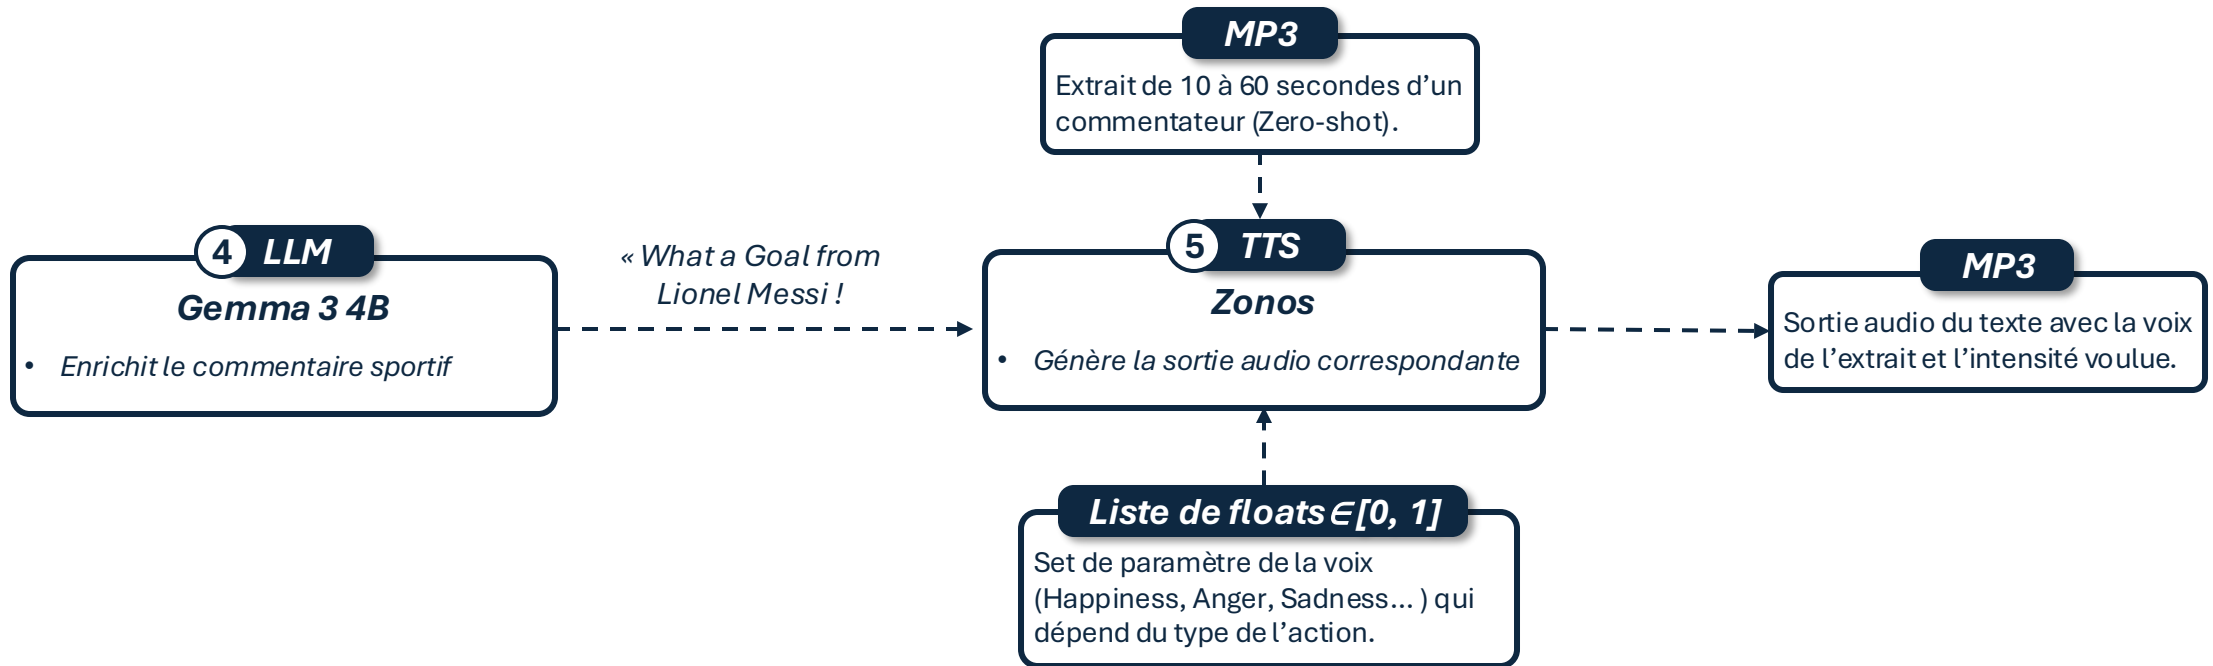 MP3
Extrait de 10 à 60 secondes d’un
commentateur (Zero-shot).
4 LLM
Gemma 3 4B
• Enrichit le commentaire sportif
« What a Goal from
Lionel Messi !
5 TTS
Zonos
• Génère la sortie audio correspondante
MP3
Sortie audio du texte avec la voix
de l’extrait et l’intensité voulue.
Liste de floats∈[0, 1]
Set de paramètre de la voix
(Happiness, Anger, Sadness… ) qui
dépend du type de l’action.